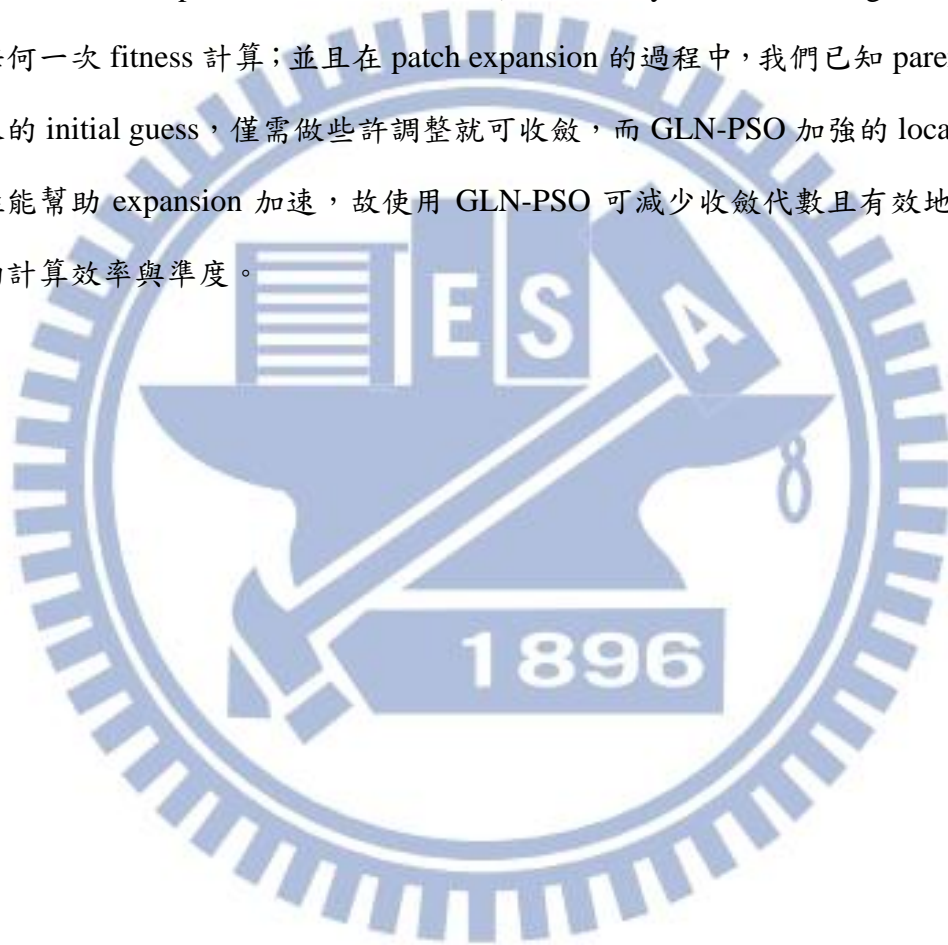 何一次 fitness 計算；並且在 patch expansion 的過程中，我們已知 pare
的 initial guess，僅需做些許調整就可收斂，而 GLN-PSO 加強的 loca
能幫助 expansion 加速，故使用 GLN-PSO 可減少收斂代數且有效地
計算效率與準度。
E S A
1896